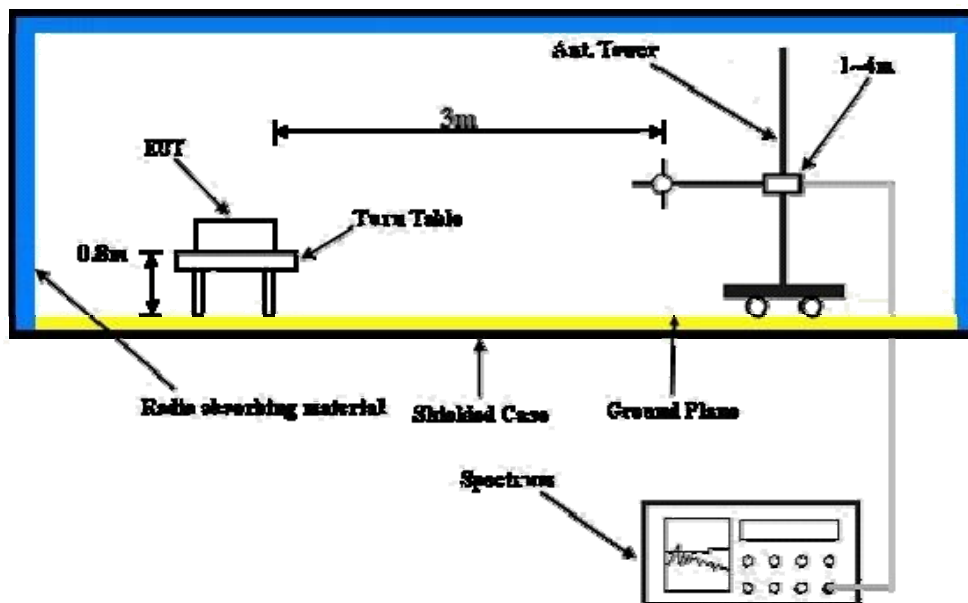 Ant. Tower
1-4m
3m
EUT
Turn Table
0.8m
Radio absorbing material
Shielded Case
Ground Plane
Spectrum